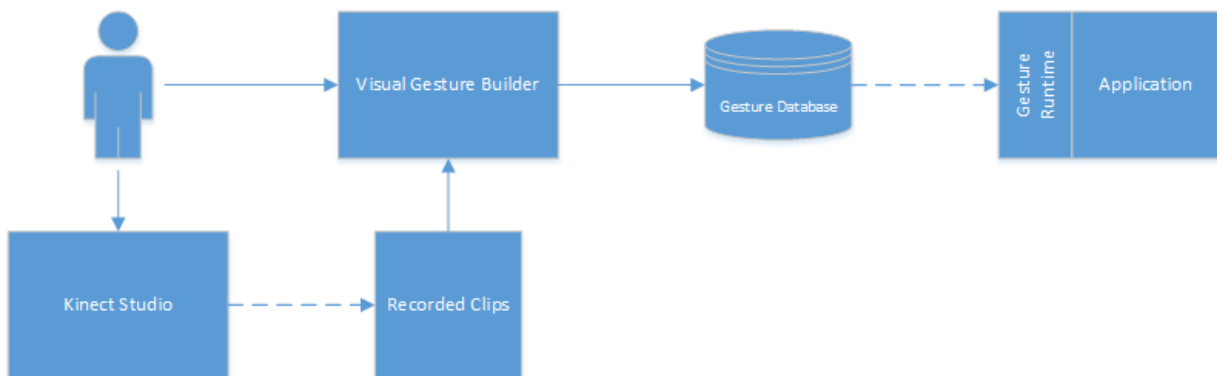 Visual Gesture Builder
Gesture Database
Gesture
Runtime
Application
Kinect Studio
Recorded Clips